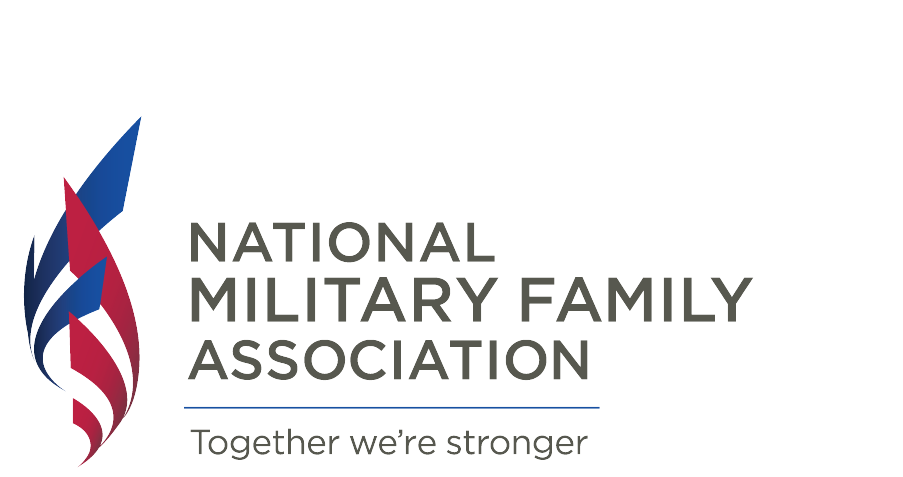 NATIONAL
MILITARY FAMILY
ASSOCIATION
Together we’re stronger